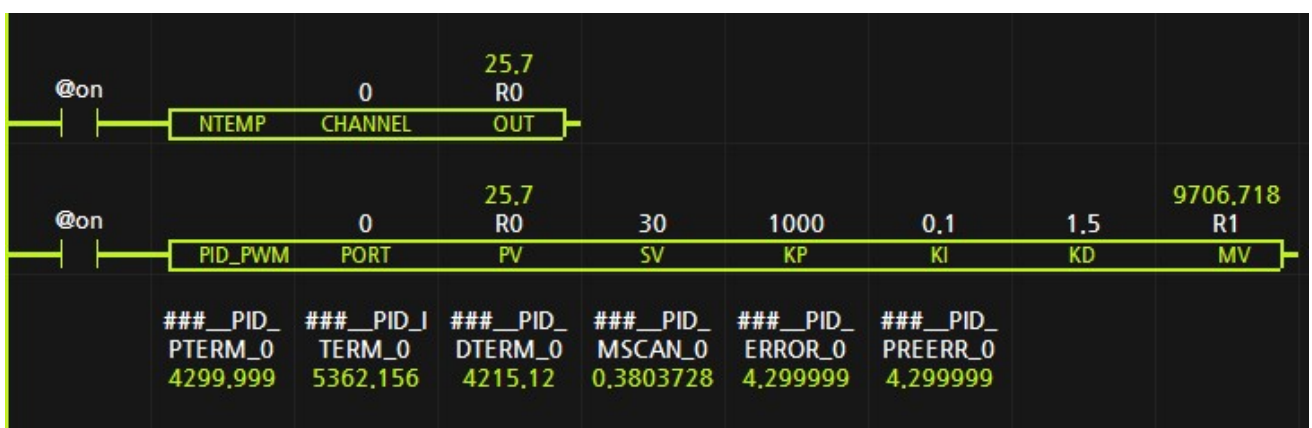 25.7
@on 0 R0
NTEMP CHANNEL OUT
25.7 9706.718
@on 0 R0 30 1000 0.1 1.5 R1
PID_PWM PORT PV SV KP KI KD MV
###__PID_ ###__PID_I ###__PID_ ###__PID_ ###__PID_ ###__PID_
PTERM_0 TERM_0 DTERM_0 MSCAN_0 ERROR_0 PREERR_0
4299.999 5362.156 4215.12 0.3803728 4.299999 4.299999